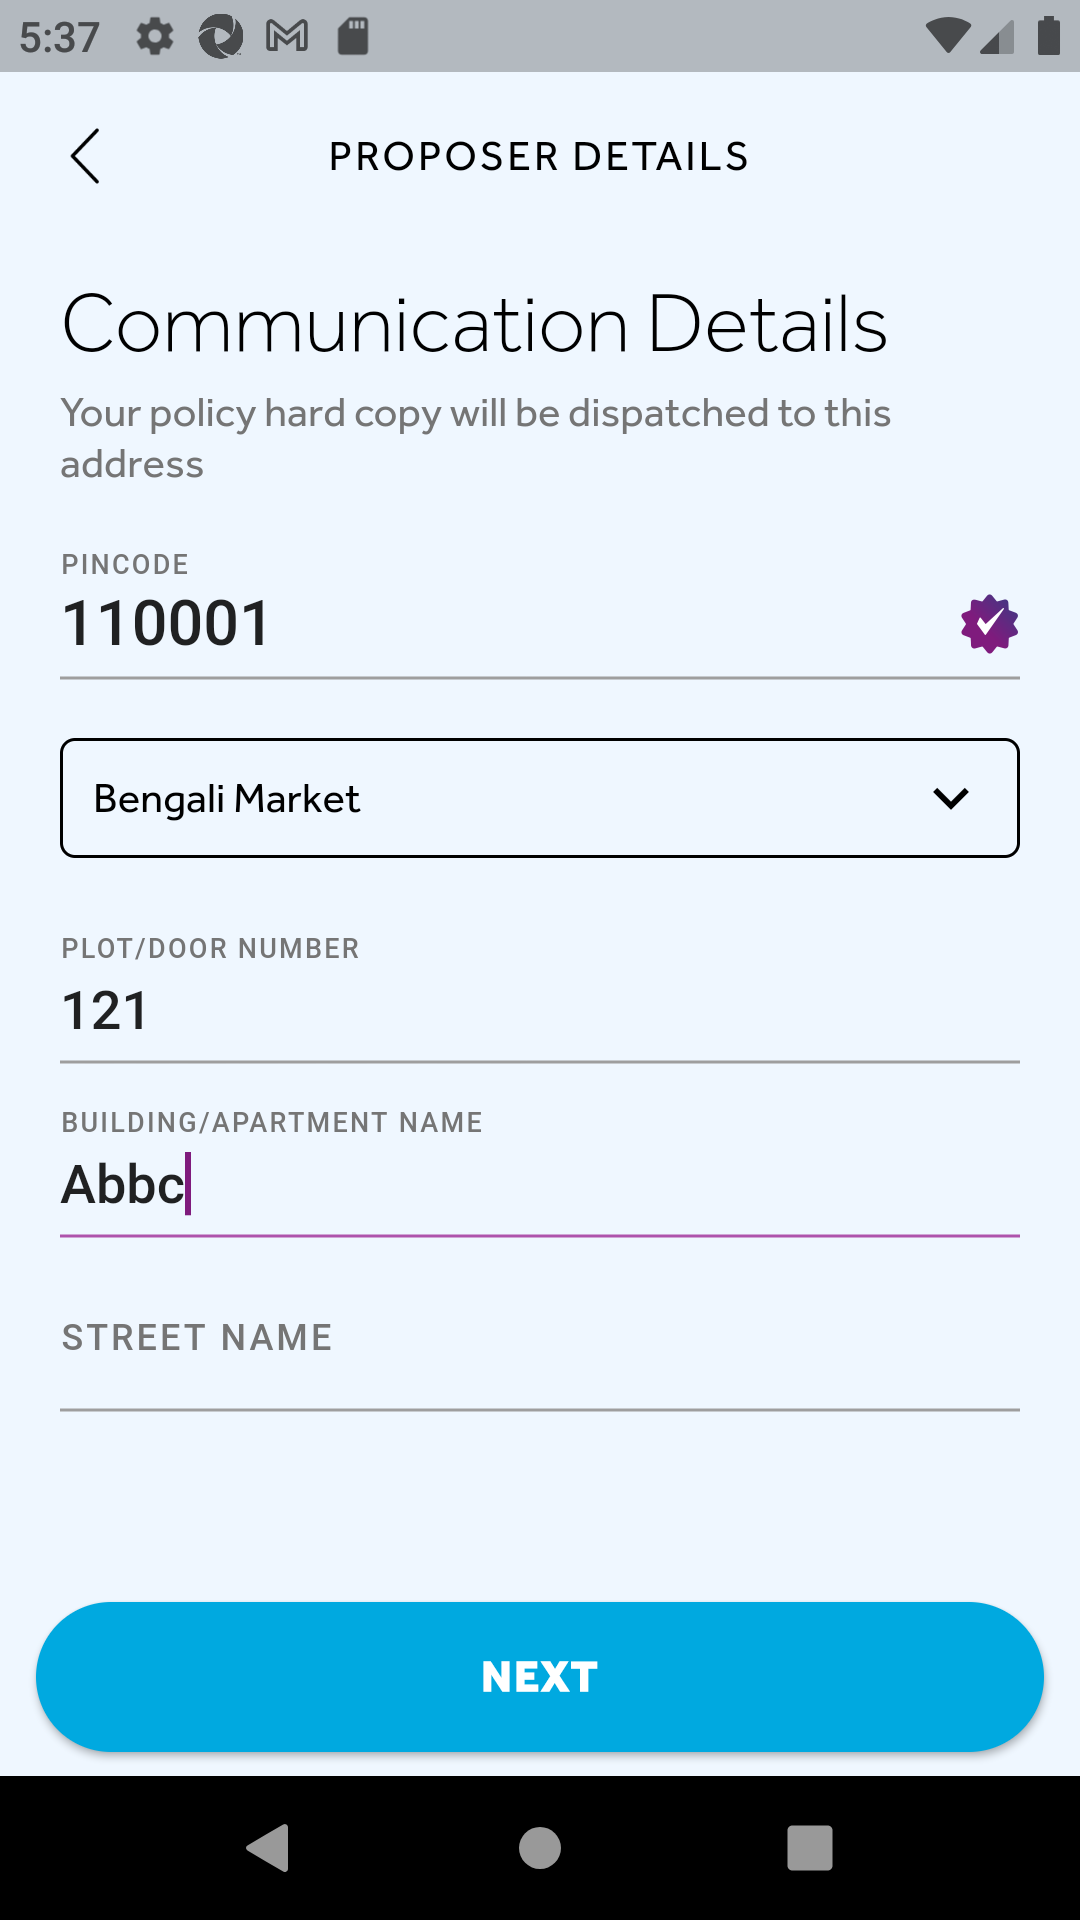 5:37
PROPOSER DETAILS
Communication Details
Your policy hard copy will be dispatched to this
address
PINCODE
110001
Bengali Market
PLOT/DOOR NUMBER
121
BUILDING/APARTMENT NAME
Abbc
STREET NAME
NEXT